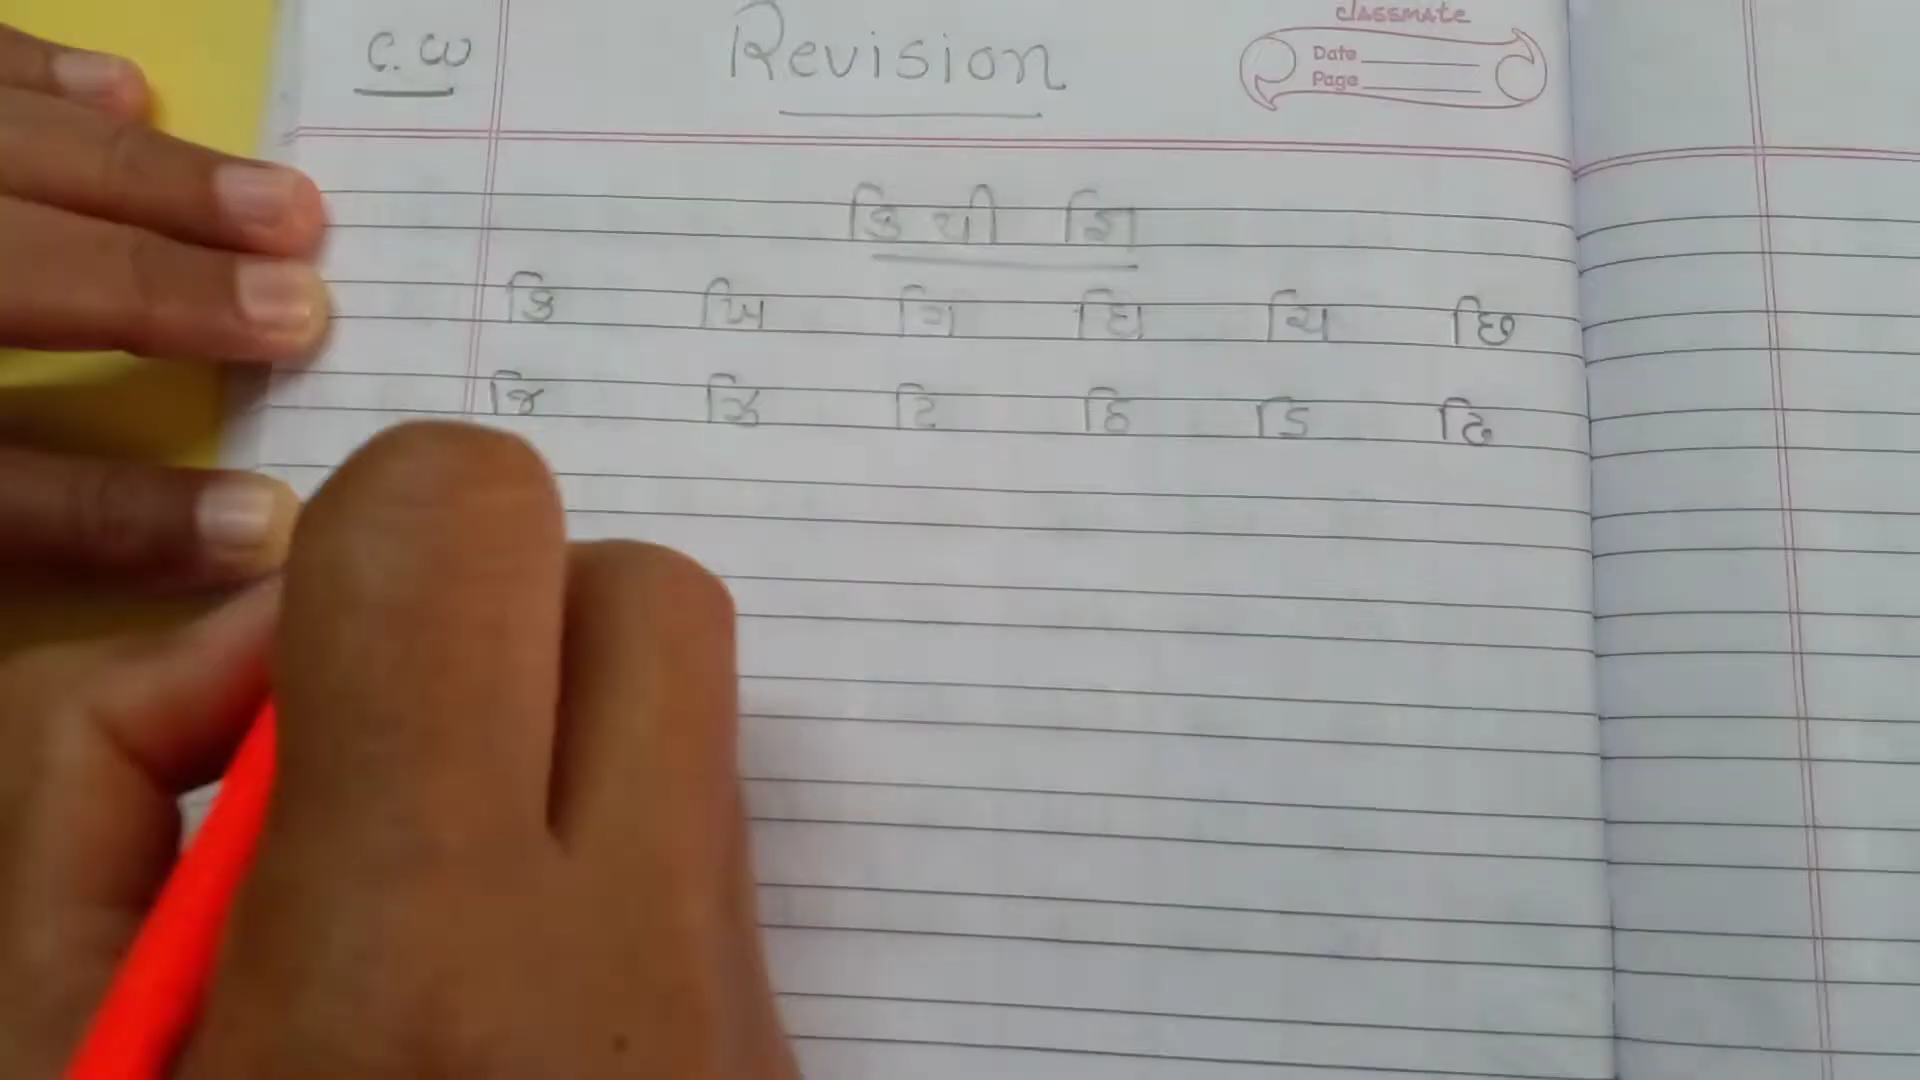 classmate
C.W Revision
Date
Page
કિ થી જ્ઞિ
કિ ખિ ગિ ઘિ ચિ છિ
જિ ઝિ ટિ ઠિ ડિ ઢિ